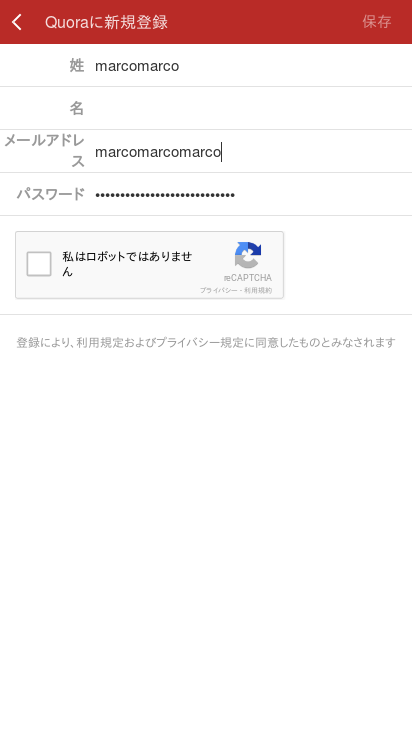 Quoraに新規登録 保存
姓 marcomarco
名
メールアドレス marcomarcomarco
パスワード ••••••••••••••••••••••••••••
私はロボットではありません
reCAPTCHA
プライバシー - 利用規約
登録により、利用規定およびプライバシー規定に同意したものとみなされます